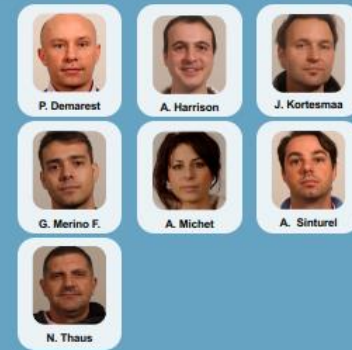 P. Demarest
A. Harrison
J. Kortesmaa
G. Merino F.
A. Michet
A. Sinturel
N. Thaus